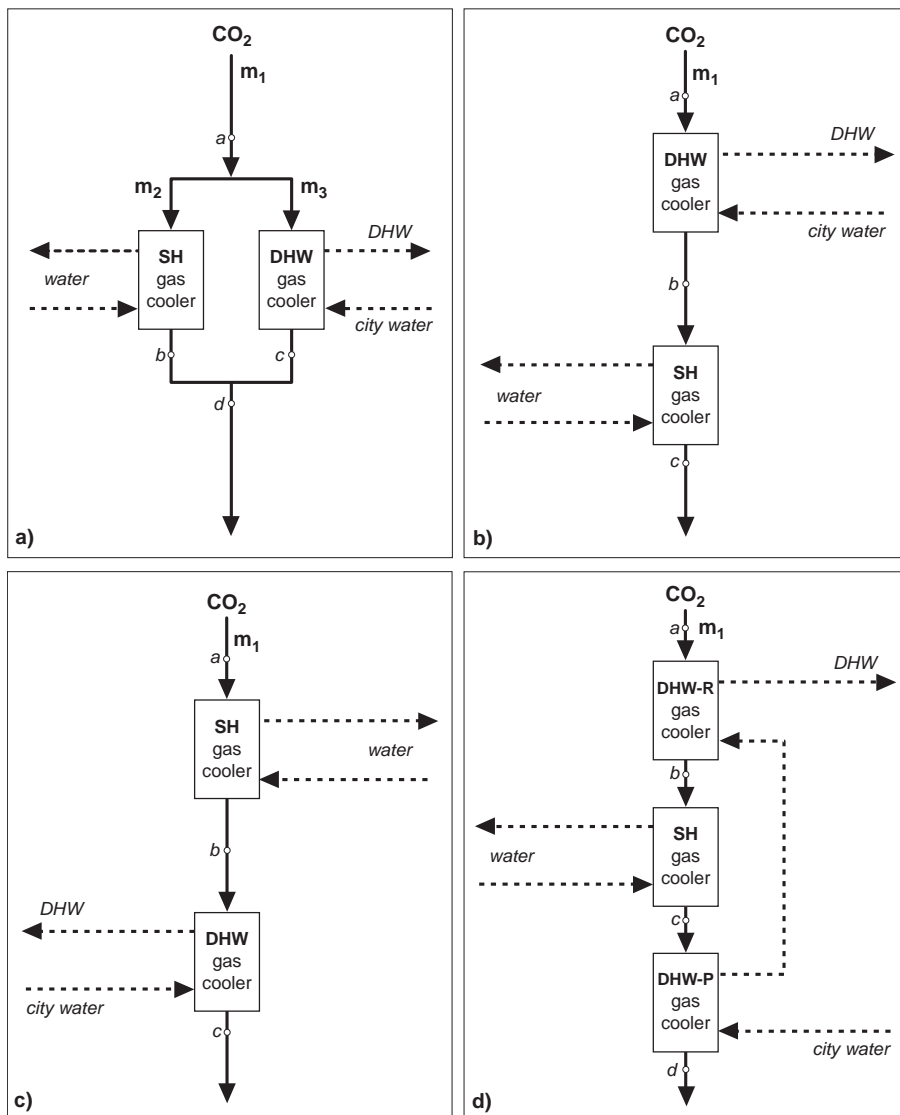 CO2
m1
a
m2
m3
SH
gas
cooler
DHW
gas
cooler
DHW
water
city water
b
c
d
a)
CO2
m1
a
DHW
gas
cooler
DHW
city water
b
SH
gas
cooler
water
c
b)
CO2
m1
a
SH
gas
cooler
water
b
DHW
DHW
gas
cooler
city water
c
c)
CO2
a
m1
DHW-R
gas
cooler
DHW
b
SH
gas
cooler
water
c
DHW-P
gas
cooler
city water
d
d)